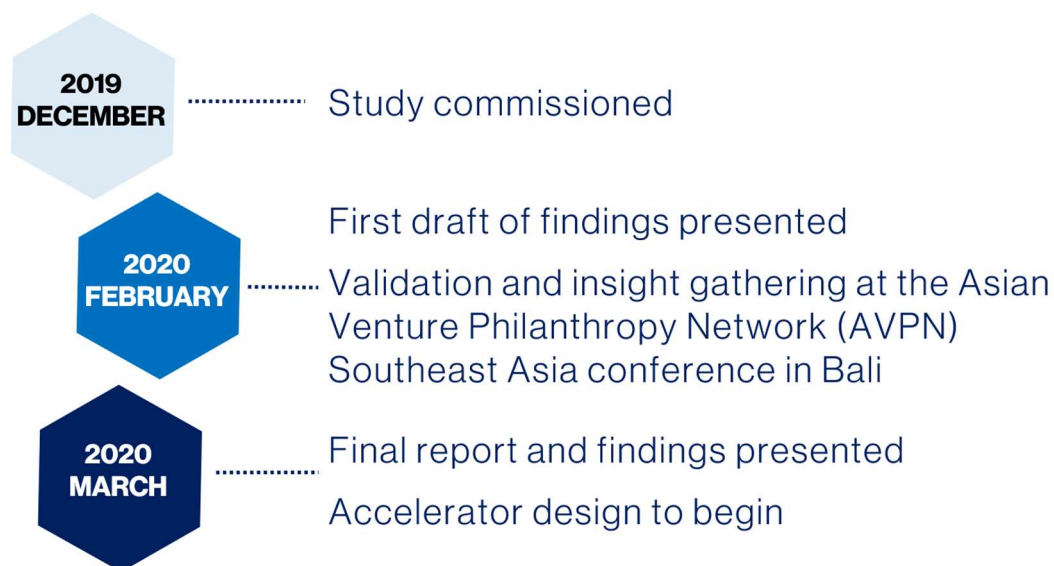 2019
DECEMBER
Study commissioned
2020
FEBRUARY
First draft of findings presented
Validation and insight gathering at the Asian
Venture Philanthropy Network (AVPN)
Southeast Asia conference in Bali
2020
MARCH
Final report and findings presented
Accelerator design to begin